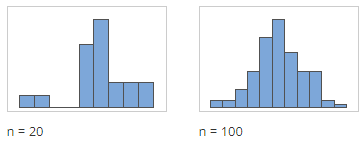 n = 20
n = 100